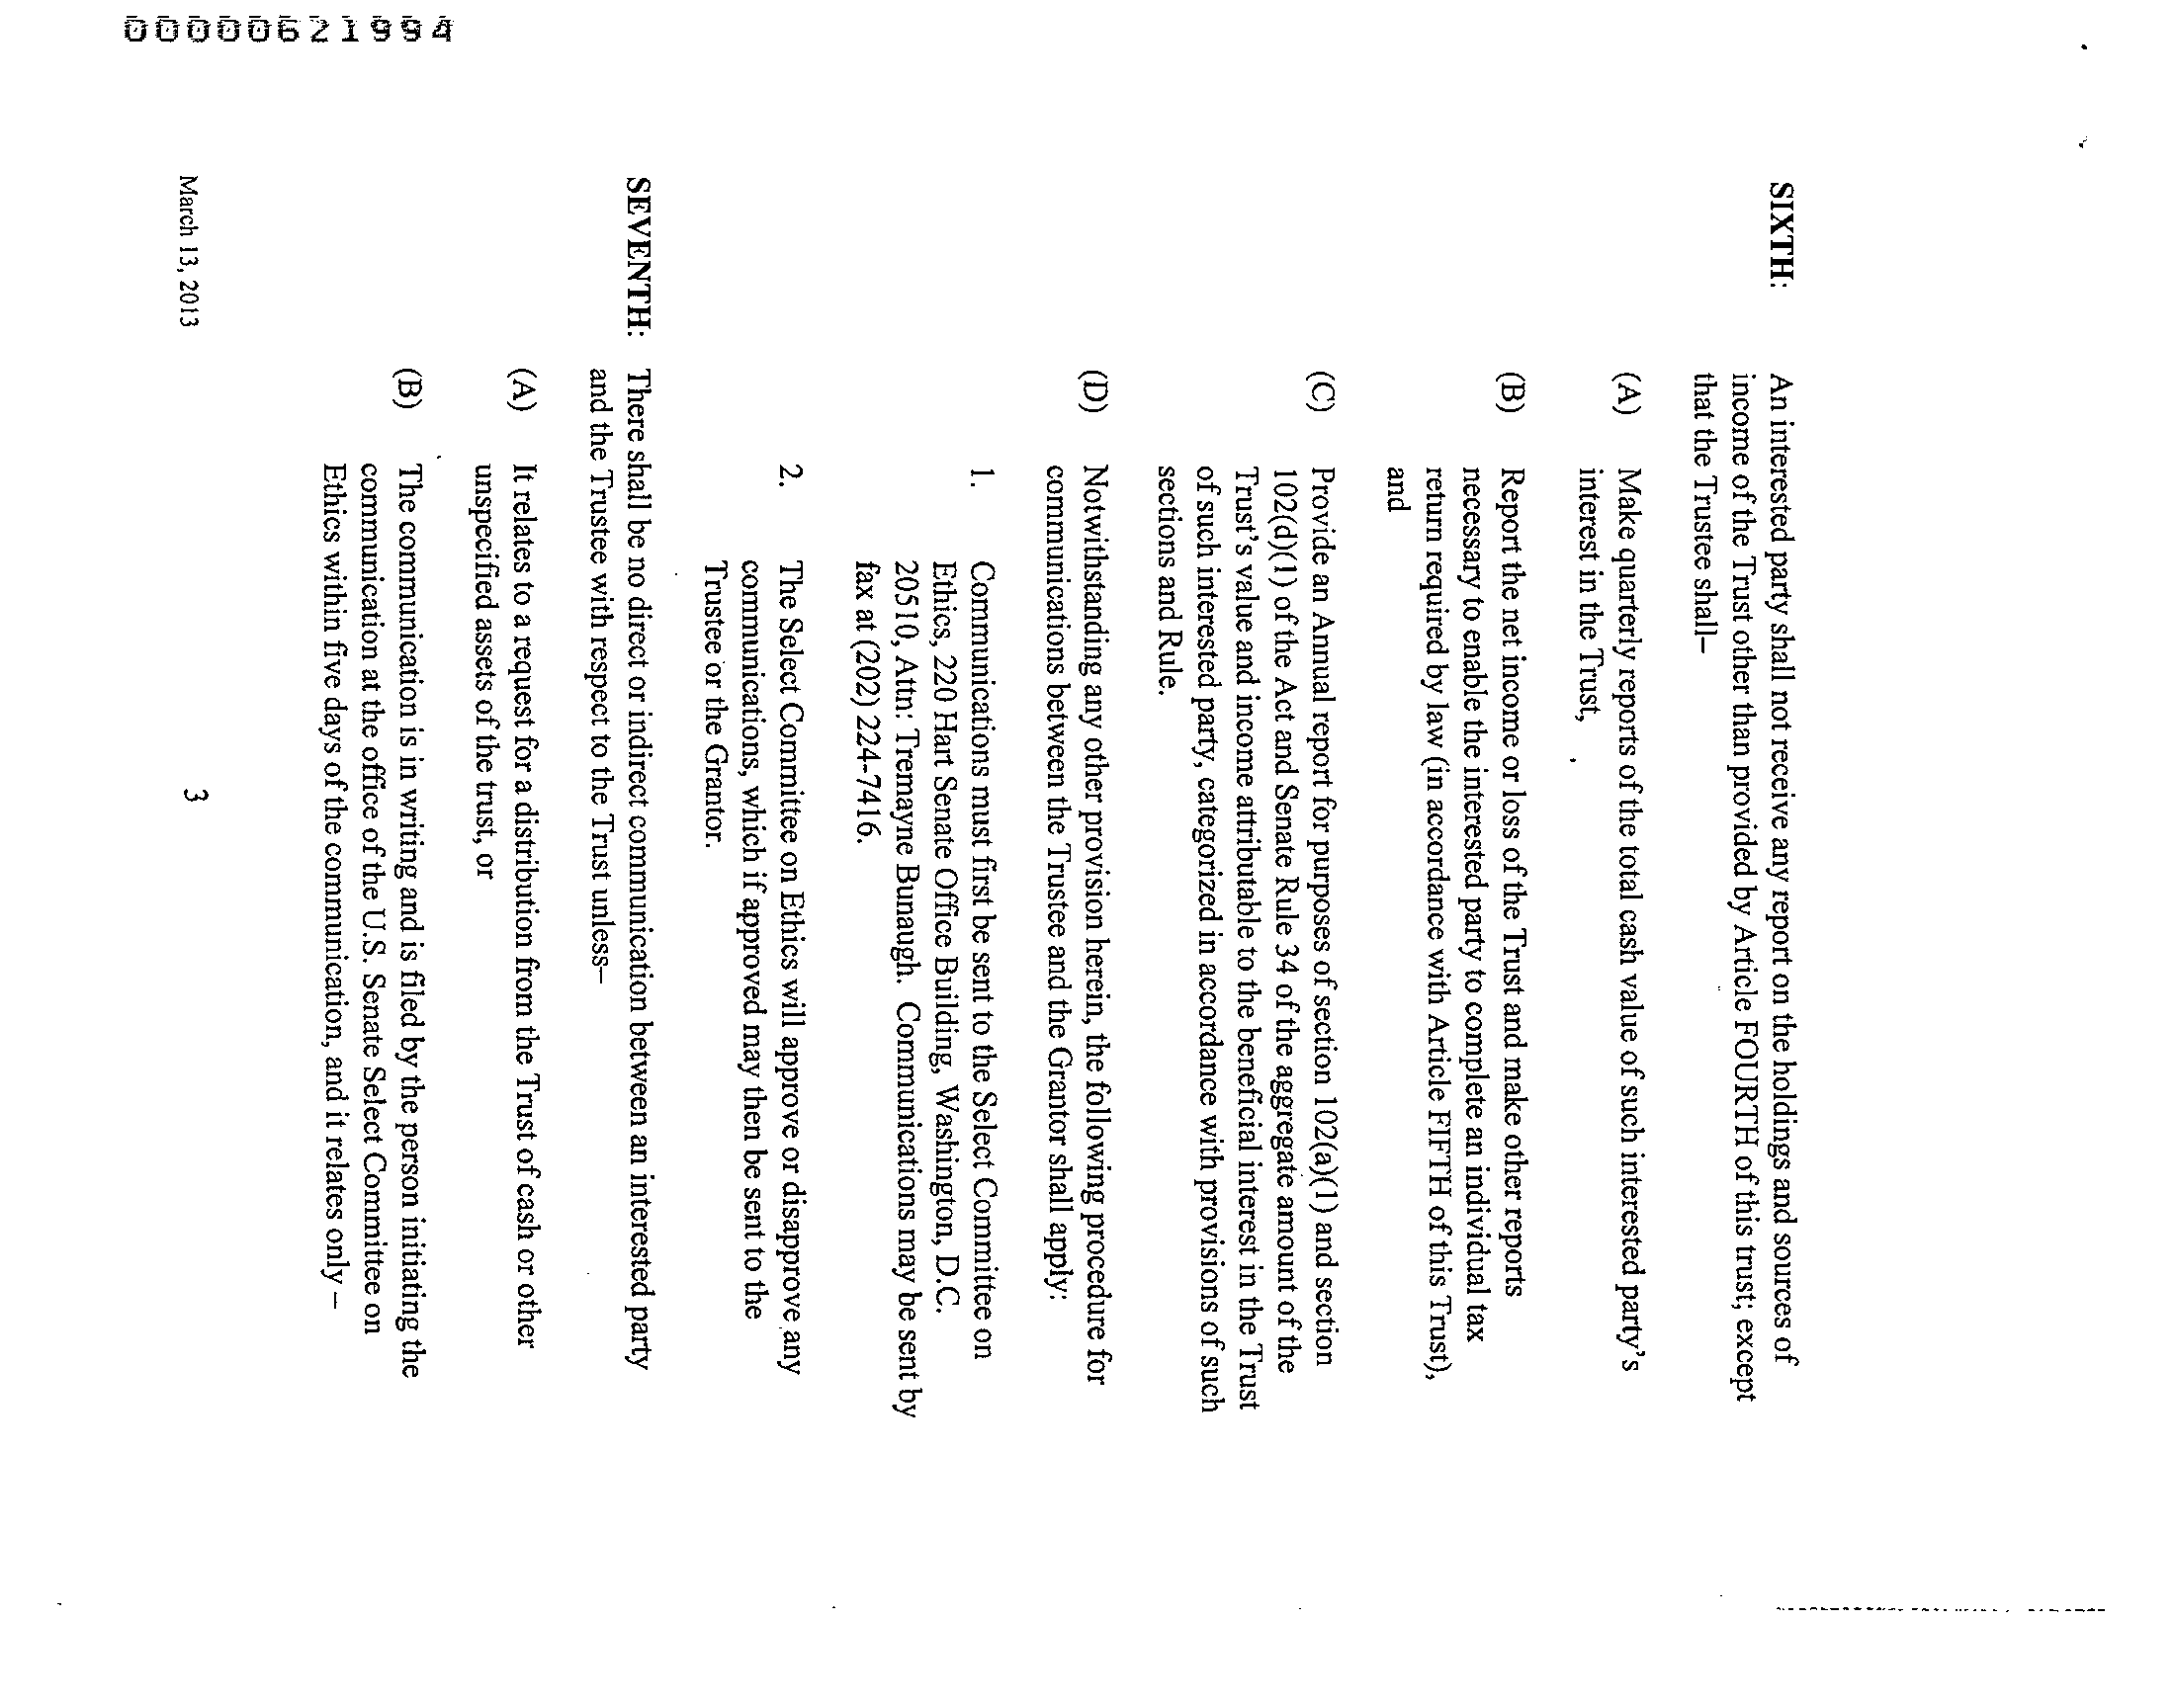 00000621994
SIXTH: An interested party shall not receive any report on the holdings and sources of
income of the Trust other than provided by Article FOURTH of this trust; except
that the Trustee shall–
(A) Make quarterly reports of the total cash value of such interested party's
interest in the Trust,
(B) Report the net income or loss of the Trust and make other reports
necessary to enable the interested party to complete an individual tax
return required by law (in accordance with Article FIFTH of this Trust),
and
(C) Provide an Annual report for purposes of section 102(a)(1) and section
102(d)(1) of the Act and Senate Rule 34 of the aggregate amount of the
Trust's value and income attributable to the beneficial interest in the Trust
of such interested party, categorized in accordance with provisions of such
sections and Rule.
(D) Notwithstanding any other provision herein, the following procedure for
communications between the Trustee and the Grantor shall apply:
1. Communications must first be sent to the Select Committee on
Ethics, 220 Hart Senate Office Building, Washington, D.C.
20510, Attn: Tremayne Bunaugh. Communications may be sent by
fax at (202) 224-7416.
2. The Select Committee on Ethics will approve or disapprove any
communications, which if approved may then be sent to the
Trustee or the Grantor.
SEVENTH: There shall be no direct or indirect communication between an interested party
and the Trustee with respect to the Trust unless–
(A) It relates to a request for a distribution from the Trust of cash or other
unspecified assets of the trust, or
(B) The communication is in writing and is filed by the person initiating the
communication at the office of the U.S. Senate Select Committee on
Ethics within five days of the communication, and it relates only –
March 13, 2013 3